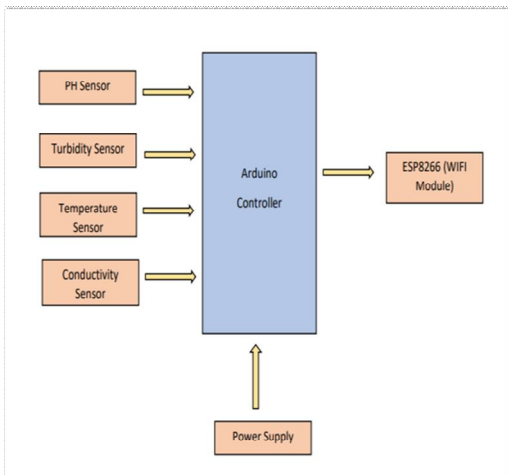 PH Sensor
Turbidity Sensor
Temperature
Sensor
Conductivity
Sensor
Arduino
Controller
ESP8266 (WIFI
Module)
Power Supply